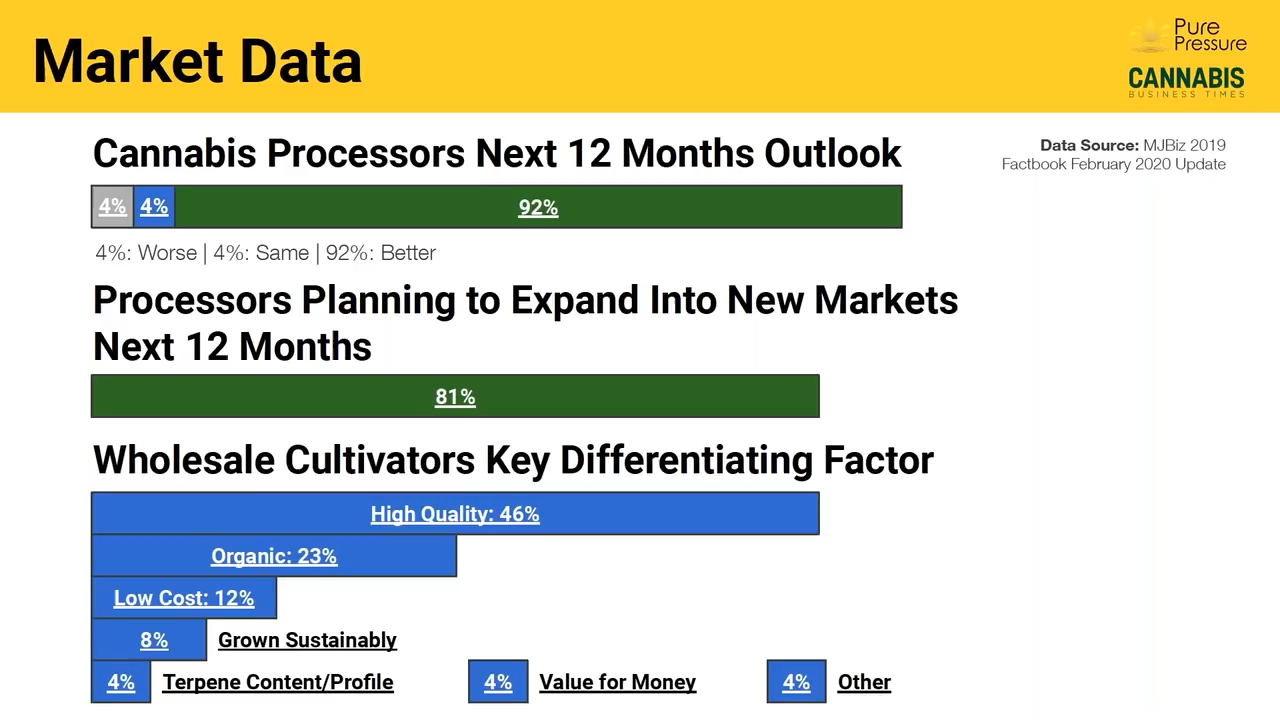 Market Data
Pure
Pressure
CANNABIS
BUSINESS TIMES
Cannabis Processors Next 12 Months Outlook
Data Source: MJBiz 2019
Factbook February 2020 Update
4% 4% 92%
4%: Worse | 4%: Same | 92%: Better
Processors Planning to Expand Into New Markets
Next 12 Months
81%
Wholesale Cultivators Key Differentiating Factor
High Quality: 46%
Organic: 23%
Low Cost: 12%
8% Grown Sustainably
4% Terpene Content/Profile 4% Value for Money 4% Other